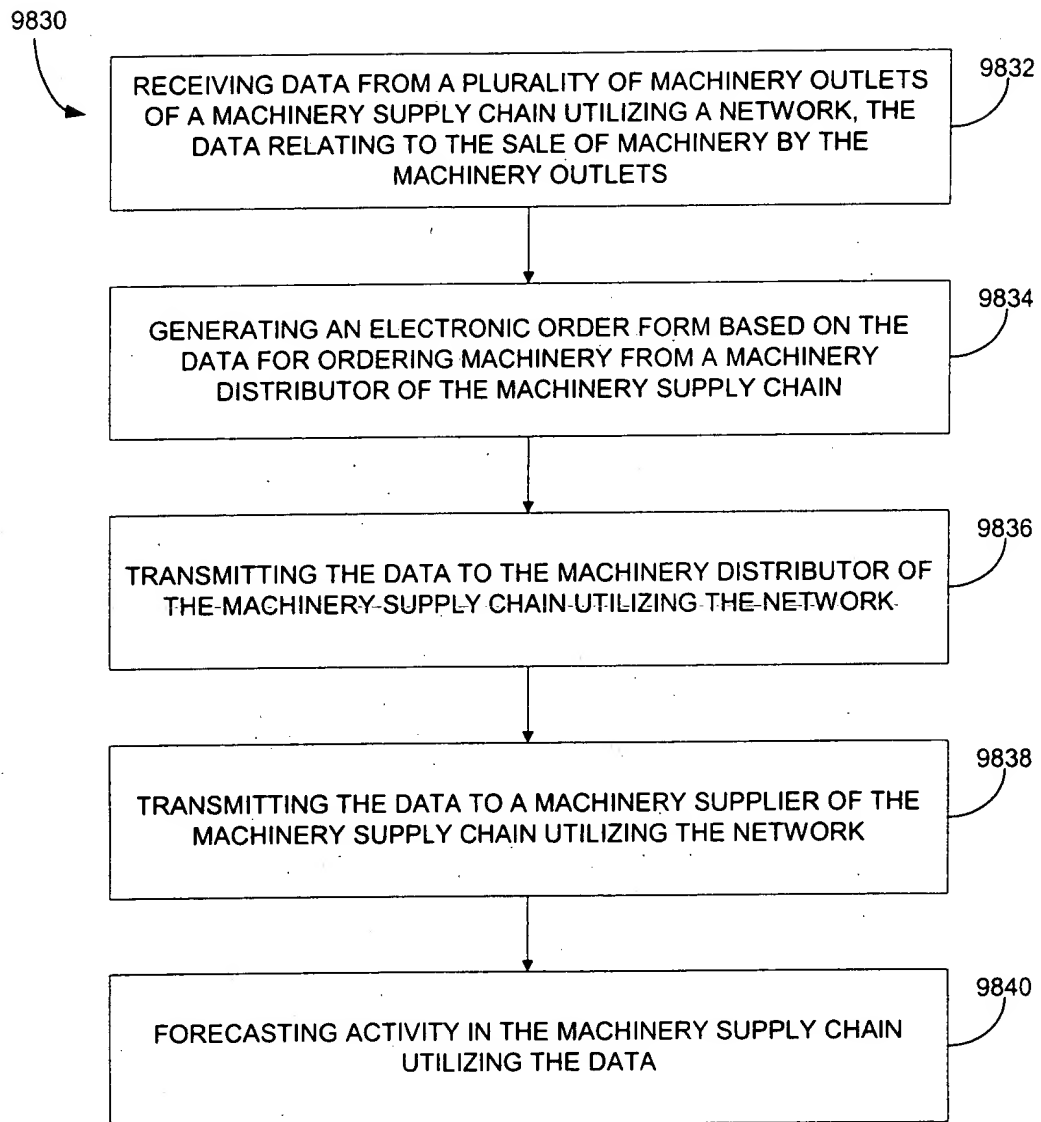 9830
RECEIVING DATA FROM A PLURALITY OF MACHINERY OUTLETS
OF A MACHINERY SUPPLY CHAIN UTILIZING A NETWORK, THE
DATA RELATING TO THE SALE OF MACHINERY BY THE
MACHINERY OUTLETS
9832
GENERATING AN ELECTRONIC ORDER FORM BASED ON THE
DATA FOR ORDERING MACHINERY FROM A MACHINERY
DISTRIBUTOR OF THE MACHINERY SUPPLY CHAIN
9834
TRANSMITTING THE DATA TO THE MACHINERY DISTRIBUTOR OF
THE MACHINERY SUPPLY CHAIN UTILIZING THE NETWORK
9836
TRANSMITTING THE DATA TO A MACHINERY SUPPLIER OF THE
MACHINERY SUPPLY CHAIN UTILIZING THE NETWORK
9838
FORECASTING ACTIVITY IN THE MACHINERY SUPPLY CHAIN
UTILIZING THE DATA
9840